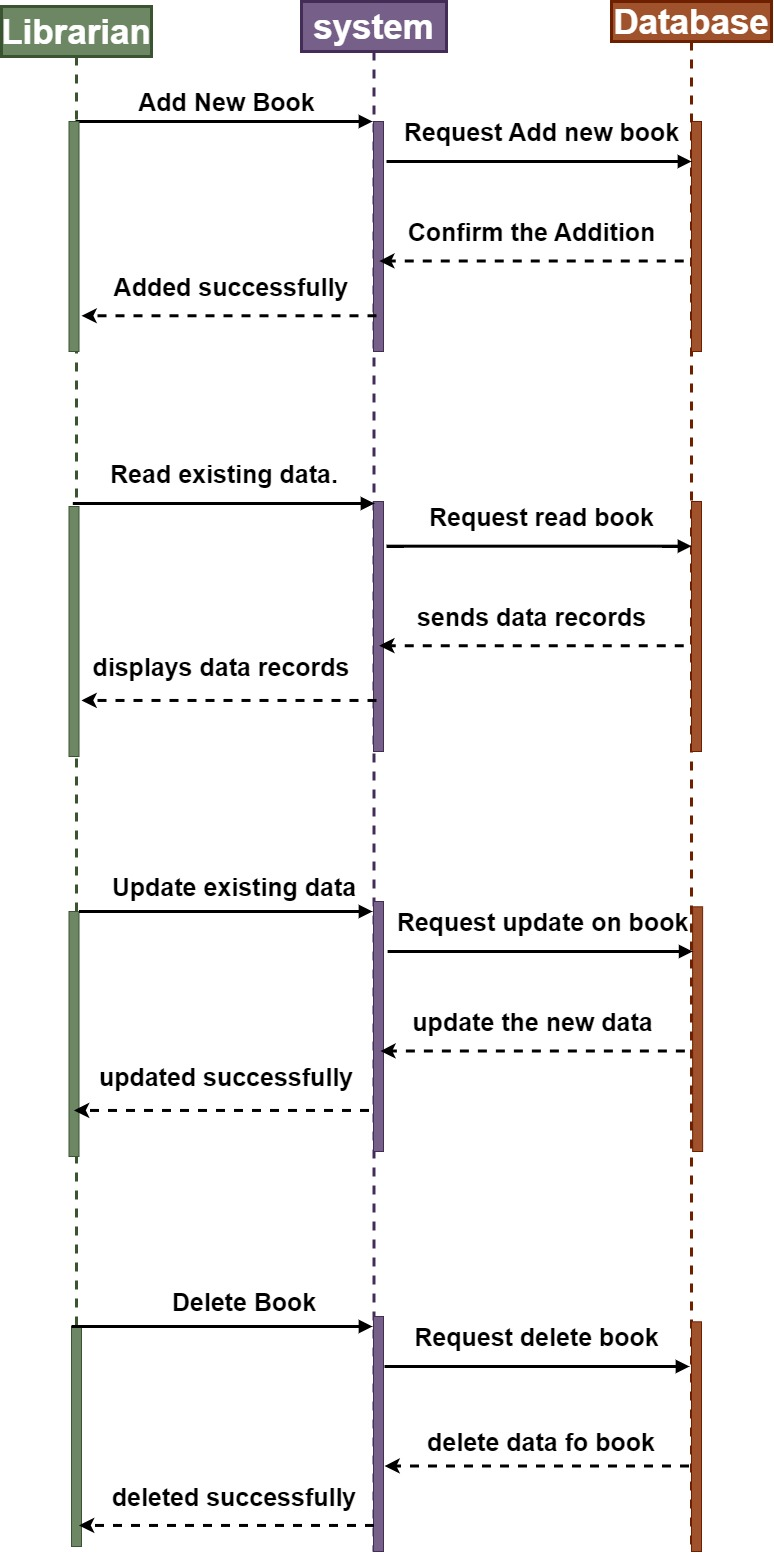 Librarian
system
Database
Add New Book
Request Add new book
Confirm the Addition
Added successfully
Read existing data.
Request read book
sends data records
displays data records
Update existing data
Request update on book
update the new data
updated successfully
Delete Book
Request delete book
delete data fo book
deleted successfully